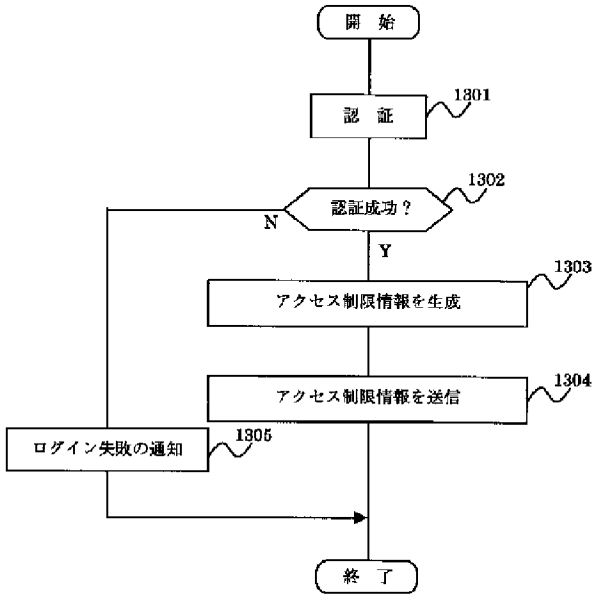 開始
認証
1301
認証成功？
1302
N
Y
アクセス制限情報を生成
1303
アクセス制限情報を送信
1304
ログイン失敗の通知
1305
終了